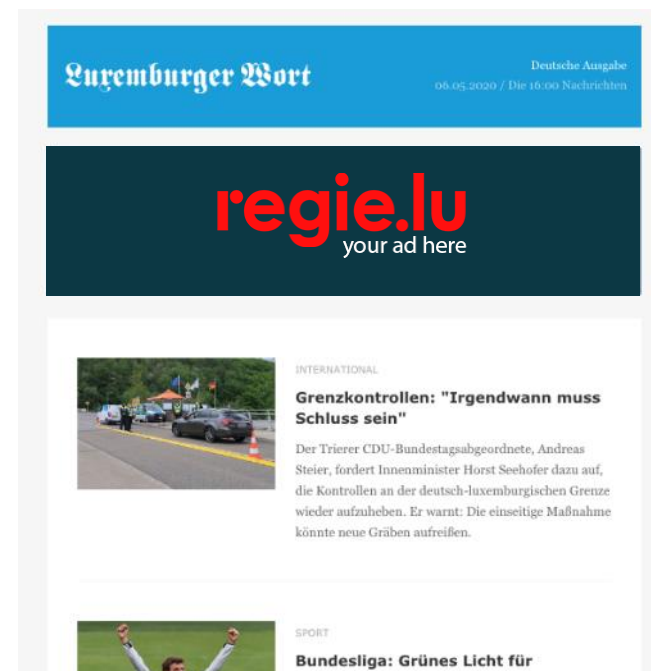 Luxemburger Wort
Deutsche Ausgabe
06.05.2020 / Die 16:00 Nachrichten
regie.lu
your ad here
INTERNATIONAL
Grenzkontrollen: "Irgendwann muss
Schluss sein"
Der Trierer CDU-Bundestagsabgeordnete, Andreas
Steier, fordert Innenminister Horst Seehofer dazu auf,
die Kontrollen an der deutsch-luxemburgischen Grenze
wieder aufzuheben. Er warnt: Die einseitige Maßnahme
könnte neue Gräben aufreißen.
SPORT
Bundesliga: Grünes Licht für